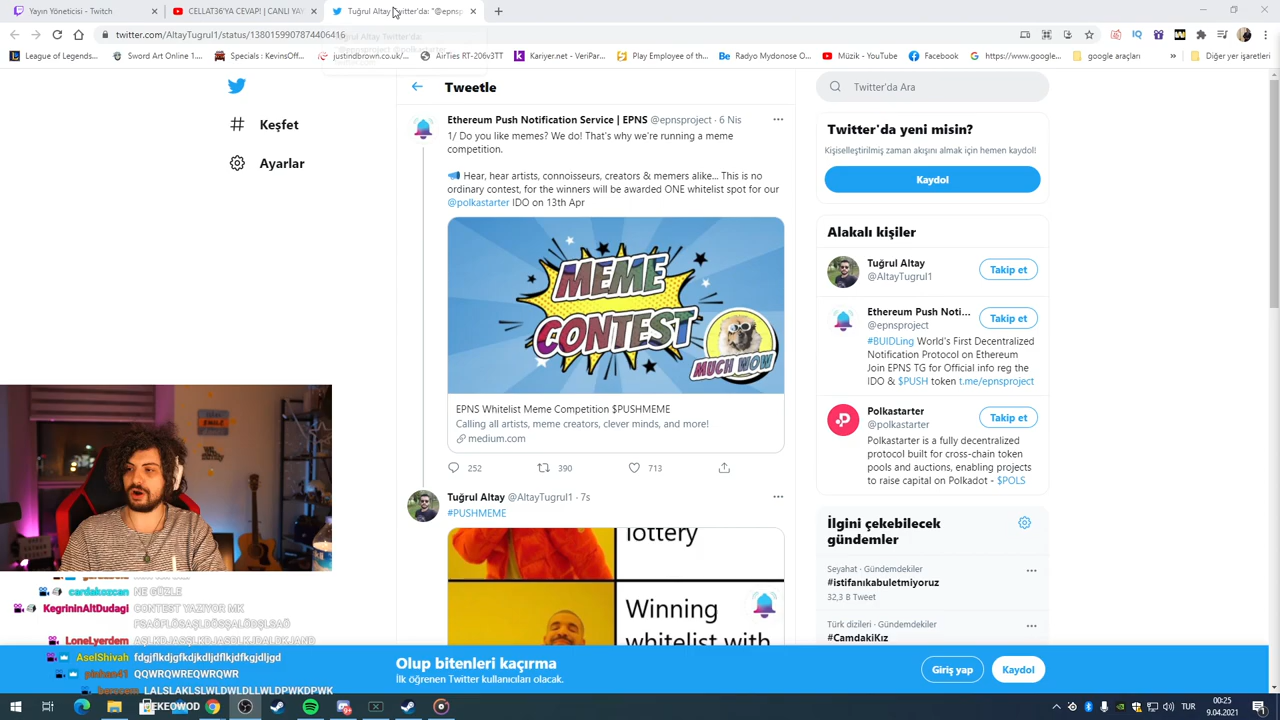 Yayın Yöneticisi - Twitch
CELLAT36'YA CEVAP! | CANLI YAY
Tuğrul Altay Twitter'da: "@epnsp
twitter.com/AltayTugrul1/status/1380159907874406416
League of Legends...
Sword Art Online 1....
Specials : KevinOff...
justindbrown.co.uk/...
AirTies RT-206v3TT
Kariyer.net - VeriPar...
Play Employee of th...
Radyo Mydonose O...
Müzik - YouTube
Facebook
https://www.google...
google araçları
»
Diğer yer işaretleri
Keşfet
Ayarlar
Tweetle
Ethereum Push Notification Service | EPNS @epnsproject · 6 Nis
1/ Do you like memes? We do! That's why we're running a meme
competition.
Hear, hear artists, connoisseurs, creators & memers alike... This is no
ordinary contest, for the winners will be awarded ONE whitelist spot for our
@polkastarter IDO on 13th Apr
MEME
CONTEST
MUCH WOW
EPNS Whitelist Meme Competition $PUSHMEME
Calling all artists, meme creators, clever minds, and more!
medium.com
252
390
713
Tuğrul Altay @AltayTugrul1 · 7s
#PUSHMEME
lottery
Winning
whitelist with
Twitter'da Ara
Twitter'da yeni misin?
Kişiselleştirilmiş zaman akışını almak için hemen kaydol!
Kaydol
Alakalı kişiler
Tuğrul Altay
@AltayTugrul1
Takip et
Ethereum Push Noti...
@epnsproject
Takip et
#BUIDLing World's First Decentralized
Notification Protocol on Ethereum
Join EPNS TG for Official info reg the
IDO & $PUSH token t.me/epnsproject
Polkastarter
@polkastarter
Takip et
Polkastarter is a fully decentralized
protocol built for cross-chain token
pools and auctions, enabling projects
to raise capital on Polkadot - $POLS
İlgini çekebilecek
gündemler
Seyahat · Gündemdekiler
#istifanıkabuletmiyoruz
32,3 B Tweet
Türk dizileri · Gündemdekiler
#CamdakiKız
cardakozcan NE GÜZLE
KegrininAltDudagi CONTEST YAZIYOR MK
LoneLyerdem
AselShivah fdgjflkdjgfkdjkdljdflkjdfkgjdljgd
pinhan41 QQWRQWREQWRQWR
LALSLAKLSLWLDWLDLLWLDPWKDPWK
Olup bitenleri kaçırma
İlk öğrenen Twitter kullanıcıları olacak.
Giriş yap
Kaydol
TUR
00:25
9.04.2021